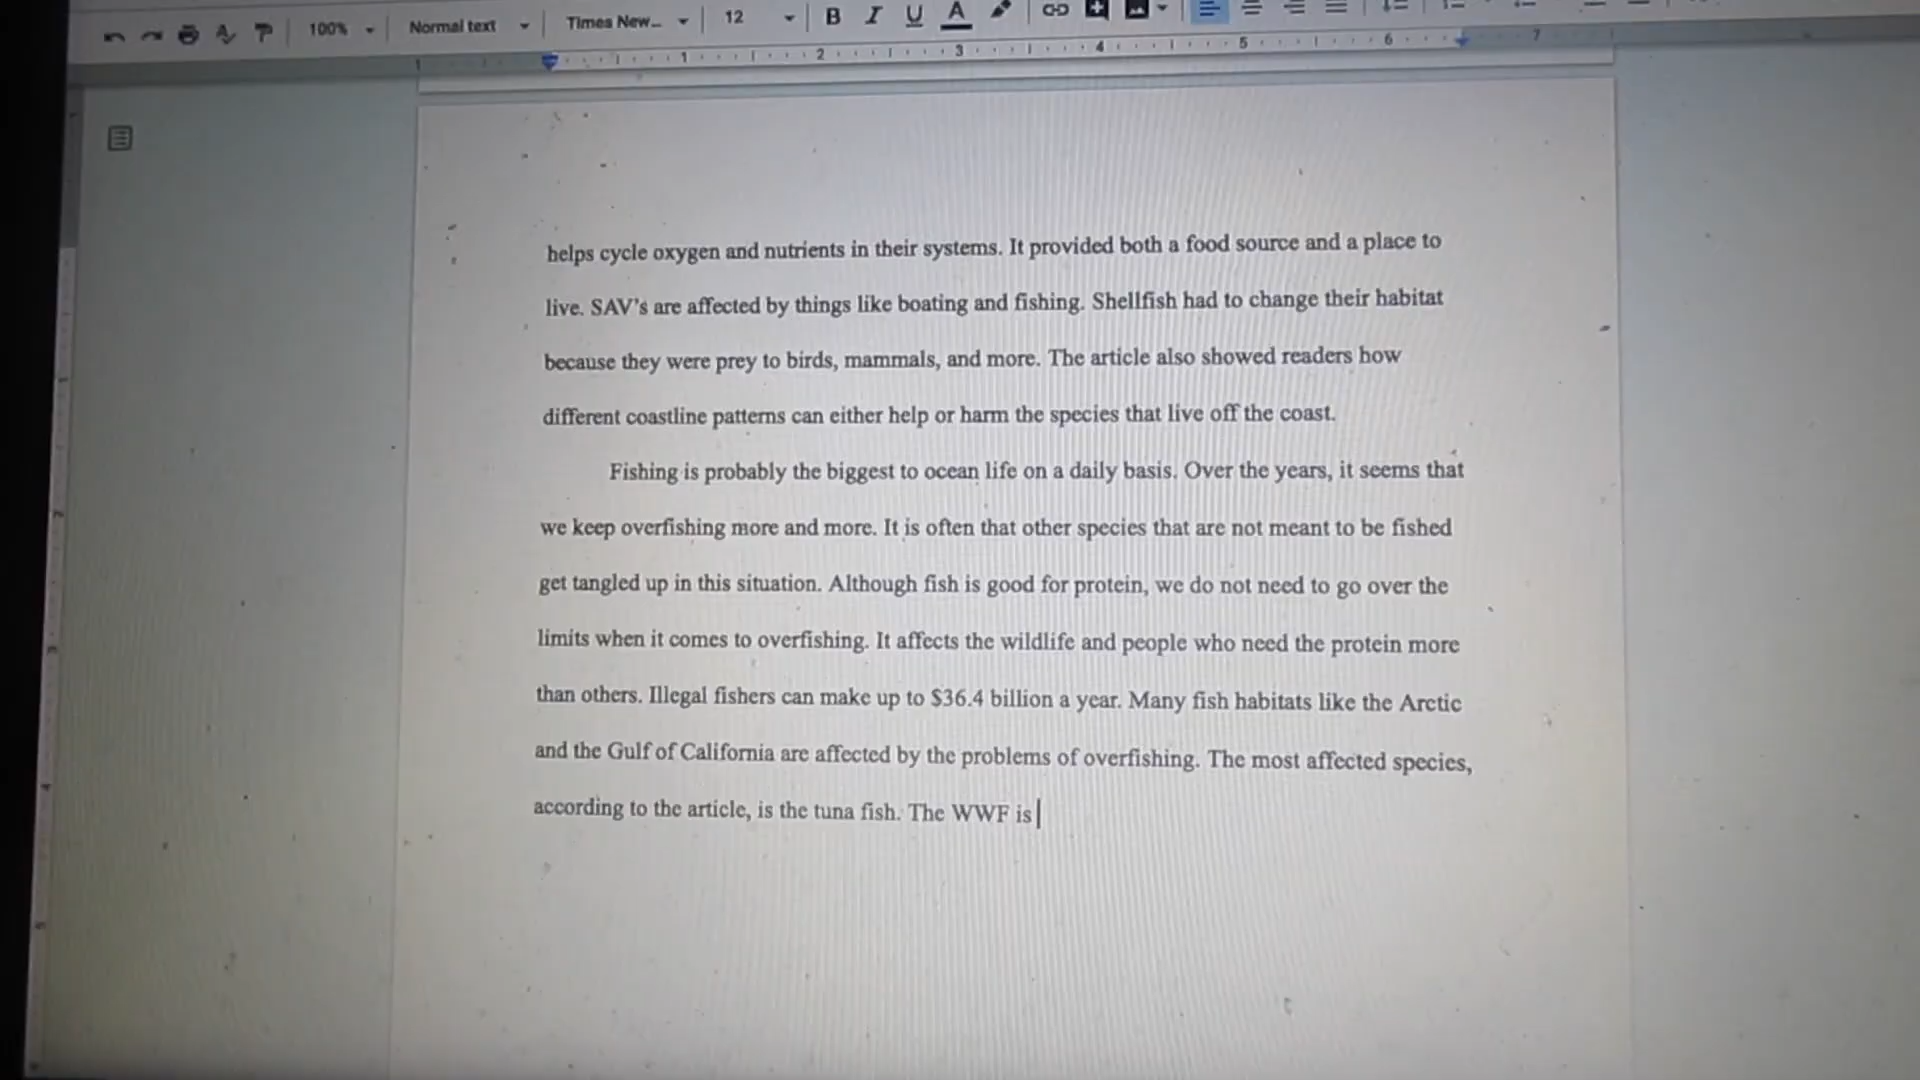 100% Normal text Times New... 12 B I U A
1 1 2 3 4 5 6 7
helps cycle oxygen and nutrients in their systems. It provided both a food source and a place to
live. SAV's are affected by things like boating and fishing. Shellfish had to change their habitat
because they were prey to birds, mammals, and more. The article also showed readers how
different coastline patterns can either help or harm the species that live off the coast.
Fishing is probably the biggest to ocean life on a daily basis. Over the years, it seems that
we keep overfishing more and more. It is often that other species that are not meant to be fished
get tangled up in this situation. Although fish is good for protein, we do not need to go over the
limits when it comes to overfishing. It affects the wildlife and people who need the protein more
than others. Illegal fishers can make up to $36.4 billion a year. Many fish habitats like the Arctic
and the Gulf of California are affected by the problems of overfishing. The most affected species,
according to the article, is the tuna fish. The WWF is